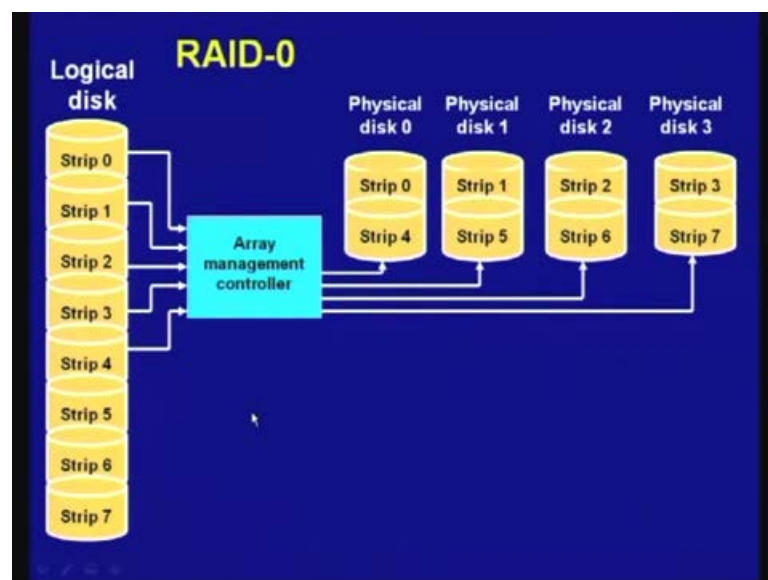 RAID-0
Logical
disk
Strip 0
Strip 1
Strip 2
Strip 3
Strip 4
Strip 5
Strip 6
Strip 7
Array
management
controller
Physical
disk 0
Strip 0
Strip 4
Physical
disk 1
Strip 1
Strip 5
Physical
disk 2
Strip 2
Strip 6
Physical
disk 3
Strip 3
Strip 7